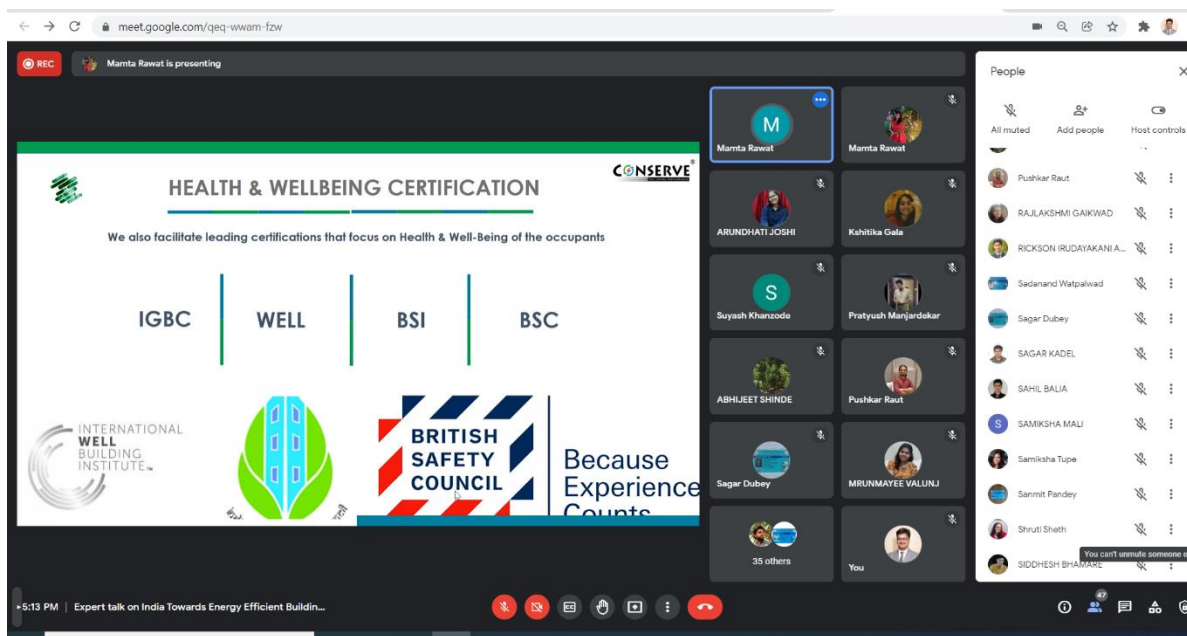 meet.google.com/qeq-wwam-fzw
REC
Mamta Rawat is presenting
CONSERVE
HEALTH & WELLBEING CERTIFICATION
We also facilitate leading certifications that focus on Health & Well-Being of the occupants
IGBC
WELL
BSI
BSC
INTERNATIONAL
WELL
BUILDING
INSTITUTE
BRITISH
SAFETY
COUNCIL
Because
Experience
Counts
M
Mamta Rawat
Mamta Rawat
ARUNDHATI JOSHI
Kshitika Gala
S
Suyash Khanzode
Pratyush Manjardekar
ABHIJEET SHINDE
Pushkar Raut
Sagar Dubey
MRUNMAYEE VALUNJ
35 others
You
People
All muted
Add people
Host controls
Pushkar Raut
RAJLAKSHMI GAIKWAD
RICKSON IRUDAYAKANI A...
Sadanand Watpalwad
Sagar Dubey
SAGAR KADEL
SAHIL BALIA
S
SAMIKSHA MALI
Samiksha Tupe
Sanmit Pandey
Shruti Sheth
You can't unmute someone e
SIDDHESH BHAMARE
5:13 PM | Expert talk on India Towards Energy Efficient Buildin...
47